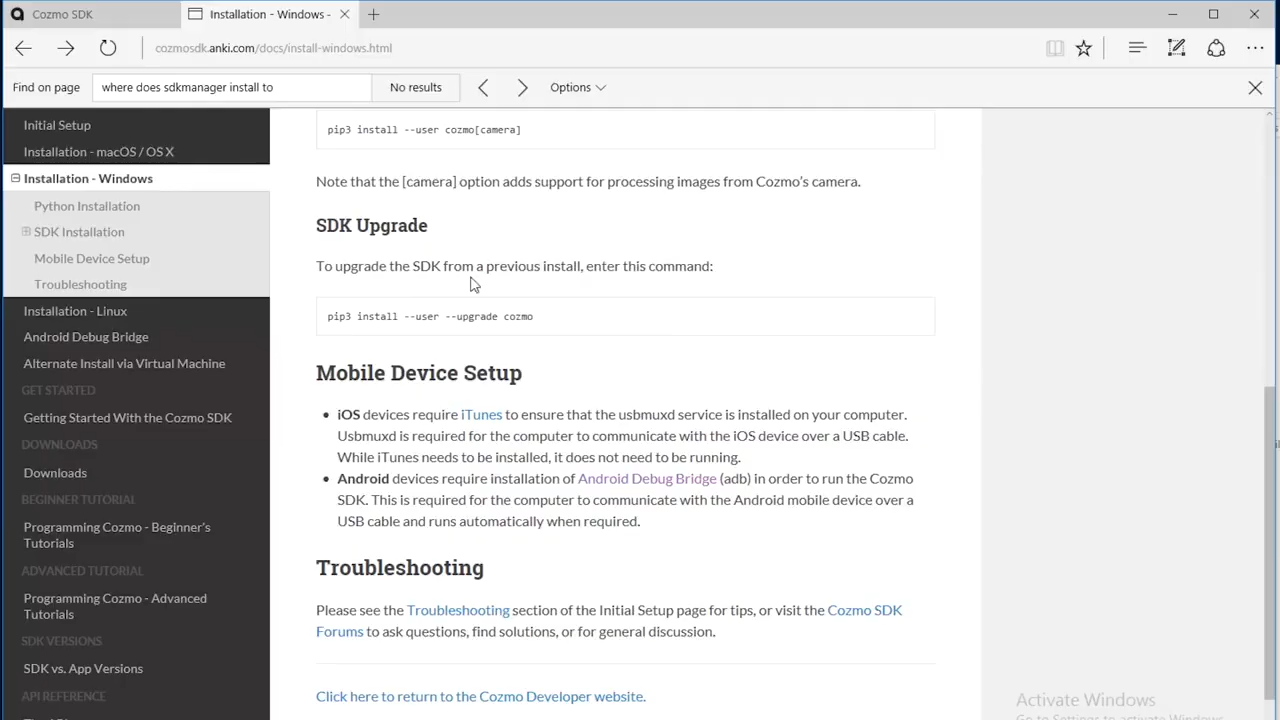 Cozmo SDK
Installation - Windows -
cozmosdk.anki.com/docs/install-windows.html
Find on page
where does sdkmanager install to
No results
Options
Initial Setup
Installation - macOS / OS X
Installation - Windows
Python Installation
SDK Installation
Mobile Device Setup
Troubleshooting
Installation - Linux
Android Debug Bridge
Alternate Install via Virtual Machine
GET STARTED
Getting Started With the Cozmo SDK
DOWNLOADS
Downloads
BEGINNER TUTORIAL
Programming Cozmo - Beginner's
Tutorials
ADVANCED TUTORIAL
Programming Cozmo - Advanced
Tutorials
SDK VERSIONS
SDK vs. App Versions
API REFERENCE
pip3 install --user cozmo[camera]
Note that the [camera] option adds support for processing images from Cozmo's camera.
SDK Upgrade
To upgrade the SDK from a previous install, enter this command:
pip3 install --user --upgrade cozmo
Mobile Device Setup
• iOS devices require iTunes to ensure that the usbmuxd service is installed on your computer.
Usbmuxd is required for the computer to communicate with the iOS device over a USB cable.
While iTunes needs to be installed, it does not need to be running.
• Android devices require installation of Android Debug Bridge (adb) in order to run the Cozmo
SDK. This is required for the computer to communicate with the Android mobile device over a
USB cable and runs automatically when required.
Troubleshooting
Please see the Troubleshooting section of the Initial Setup page for tips, or visit the Cozmo SDK
Forums to ask questions, find solutions, or for general discussion.
Click here to return to the Cozmo Developer website.
Activate Windows
Go to Settings to activate Windows.